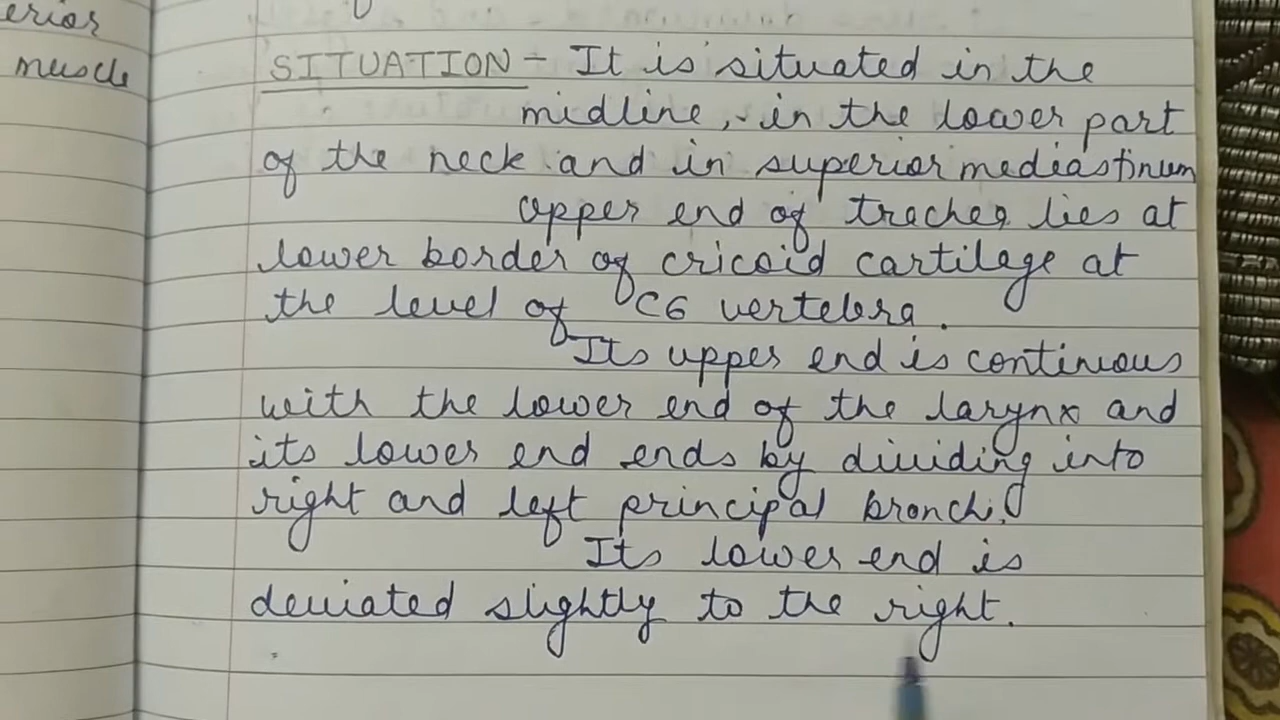 erior
muscle
SITUATION - It is situated in the
midline, in the lower part
of the neck and in superior mediastinum
Upper end of trachea lies at
lower border of cricoid cartilage at
the level of C6 vertebra.
Its upper end is continuous
with the lower end of the larynx and
its lower end ends by dividing into
right and left principal bronchi.
Its lower end is
deviated slightly to the right.